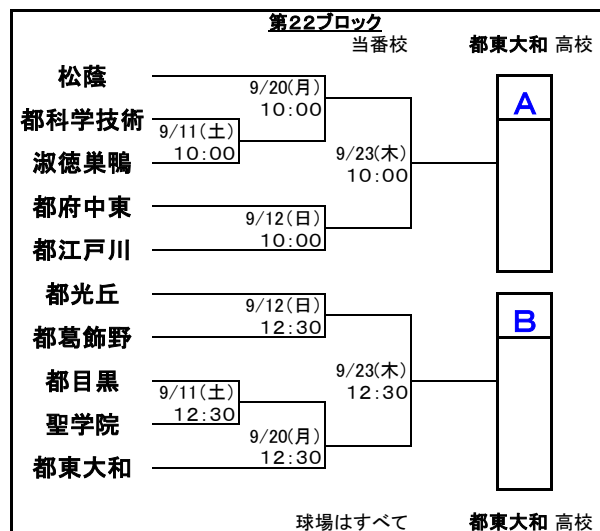 第22ブロック
当番校 都東大和 高校
松蔭
9/20(月)
10:00
A
都科学技術
9/11(土)
10:00
淑徳巣鴨
9/23(木)
10:00
都府中東
9/12(日)
10:00
都江戸川
都光丘
9/12(日)
12:30
B
都葛飾野
9/23(木)
12:30
都目黒
9/11(土)
12:30
聖学院
9/20(月)
12:30
都東大和
球場はすべて 都東大和 高校